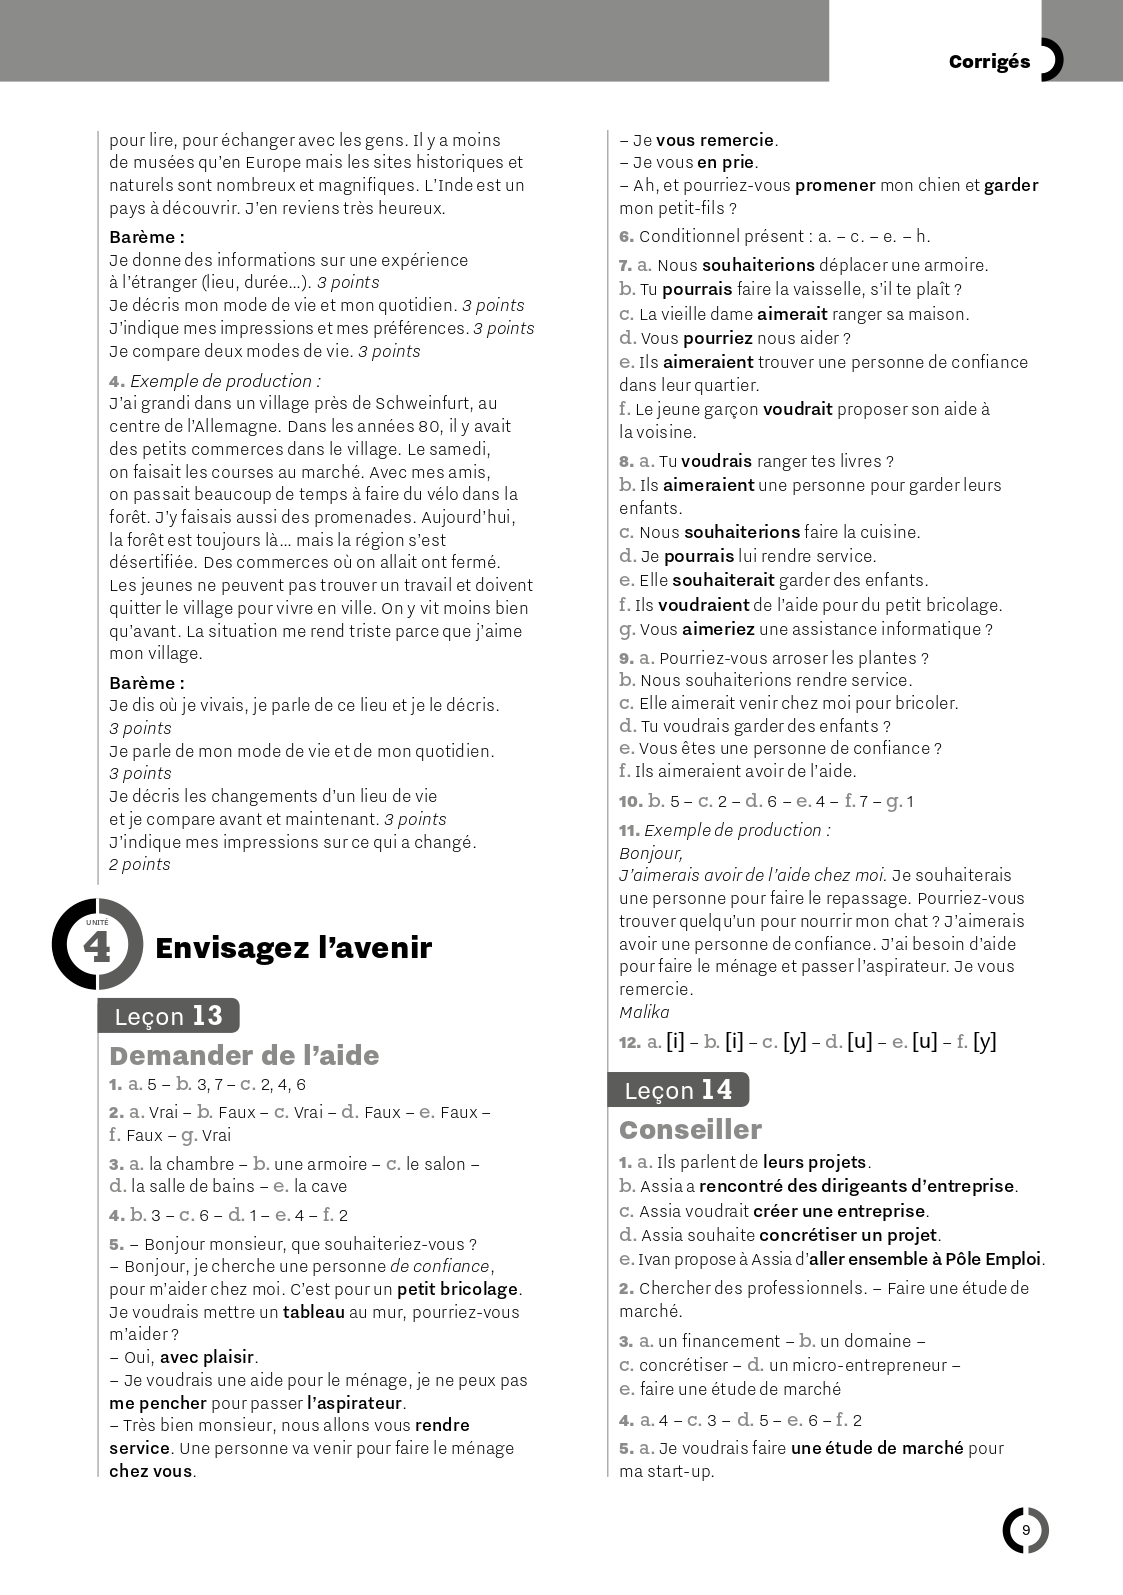 Corrigés
pour lire, pour échanger avec les gens. Il y a moins
de musées qu'en Europe mais les sites historiques et
naturels sont nombreux et magnifiques. L'Inde est un
pays à découvrir. J'en reviens très heureux.
Barème :
Je donne des informations sur une expérience
à l'étranger (lieu, durée…). 3 points
Je décris mon mode de vie et mon quotidien. 3 points
J'indique mes impressions et mes préférences. 3 points
Je compare deux modes de vie. 3 points
4. Exemple de production :
J'ai grandi dans un village près de Schweinfurt, au
centre de l'Allemagne. Dans les années 80, il y avait
des petits commerces dans le village. Le samedi,
on faisait les courses au marché. Avec mes amis,
on passait beaucoup de temps à faire du vélo dans la
forêt. J'y faisais aussi des promenades. Aujourd'hui,
la forêt est toujours là… mais la région s'est
désertifiée. Des commerces où on allait ont fermé.
Les jeunes ne peuvent pas trouver un travail et doivent
quitter le village pour vivre en ville. On y vit moins bien
qu'avant. La situation me rend triste parce que j'aime
mon village.
Barème :
Je dis où je vivais, je parle de ce lieu et je le décris.
3 points
Je parle de mon mode de vie et de mon quotidien.
3 points
Je décris les changements d'un lieu de vie
et je compare avant et maintenant. 3 points
J'indique mes impressions sur ce qui a changé.
2 points
UNITÉ
4 Envisagez l'avenir
Leçon 13
Demander de l'aide
1. a. 5 – b. 3, 7 – c. 2, 4, 6
2. a. Vrai – b. Faux – c. Vrai – d. Faux – e. Faux –
f. Faux – g. Vrai
3. a. la chambre – b. une armoire – c. le salon –
d. la salle de bains – e. la cave
4. b. 3 – c. 6 – d. 1 – e. 4 – f. 2
5. – Bonjour monsieur, que souhaiteriez-vous ?
– Bonjour, je cherche une personne de confiance,
pour m'aider chez moi. C'est pour un petit bricolage.
Je voudrais mettre un tableau au mur, pourriez-vous
m'aider ?
– Oui, avec plaisir.
– Je voudrais une aide pour le ménage, je ne peux pas
me pencher pour passer l'aspirateur.
– Très bien monsieur, nous allons vous rendre
service. Une personne va venir pour faire le ménage
chez vous.
– Je vous remercie.
– Je vous en prie.
– Ah, et pourriez-vous promener mon chien et garder
mon petit-fils ?
6. Conditionnel présent : a. – c. – e. – h.
7. a. Nous souhaiterions déplacer une armoire.
b. Tu pourrais faire la vaisselle, s'il te plaît ?
c. La vieille dame aimerait ranger sa maison.
d. Vous pourriez nous aider ?
e. Ils aimeraient trouver une personne de confiance
dans leur quartier.
f. Le jeune garçon voudrait proposer son aide à
la voisine.
8. a. Tu voudrais ranger tes livres ?
b. Ils aimeraient une personne pour garder leurs
enfants.
c. Nous souhaiterions faire la cuisine.
d. Je pourrais lui rendre service.
e. Elle souhaiterait garder des enfants.
f. Ils voudraient de l'aide pour du petit bricolage.
g. Vous aimeriez une assistance informatique ?
9. a. Pourriez-vous arroser les plantes ?
b. Nous souhaiterions rendre service.
c. Elle aimerait venir chez moi pour bricoler.
d. Tu voudrais garder des enfants ?
e. Vous êtes une personne de confiance ?
f. Ils aimeraient avoir de l'aide.
10. b. 5 – c. 2 – d. 6 – e. 4 – f. 7 – g. 1
11. Exemple de production :
Bonjour,
J'aimerais avoir de l'aide chez moi. Je souhaiterais
une personne pour faire le repassage. Pourriez-vous
trouver quelqu'un pour nourrir mon chat ? J'aimerais
avoir une personne de confiance. J'ai besoin d'aide
pour faire le ménage et passer l'aspirateur. Je vous
remercie.
Malika
12. a. [i] – b. [i] – c. [y] – d. [u] – e. [u] – f. [y]
Leçon 14
Conseiller
1. a. Ils parlent de leurs projets.
b. Assia a rencontré des dirigeants d'entreprise.
c. Assia voudrait créer une entreprise.
d. Assia souhaite concrétiser un projet.
e. Ivan propose à Assia d'aller ensemble à Pôle Emploi.
2. Chercher des professionnels. – Faire une étude de
marché.
3. a. un financement – b. un domaine –
c. concrétiser – d. un micro-entrepreneur –
e. faire une étude de marché
4. a. 4 – c. 3 – d. 5 – e. 6 – f. 2
5. a. Je voudrais faire une étude de marché pour
ma start-up.
9